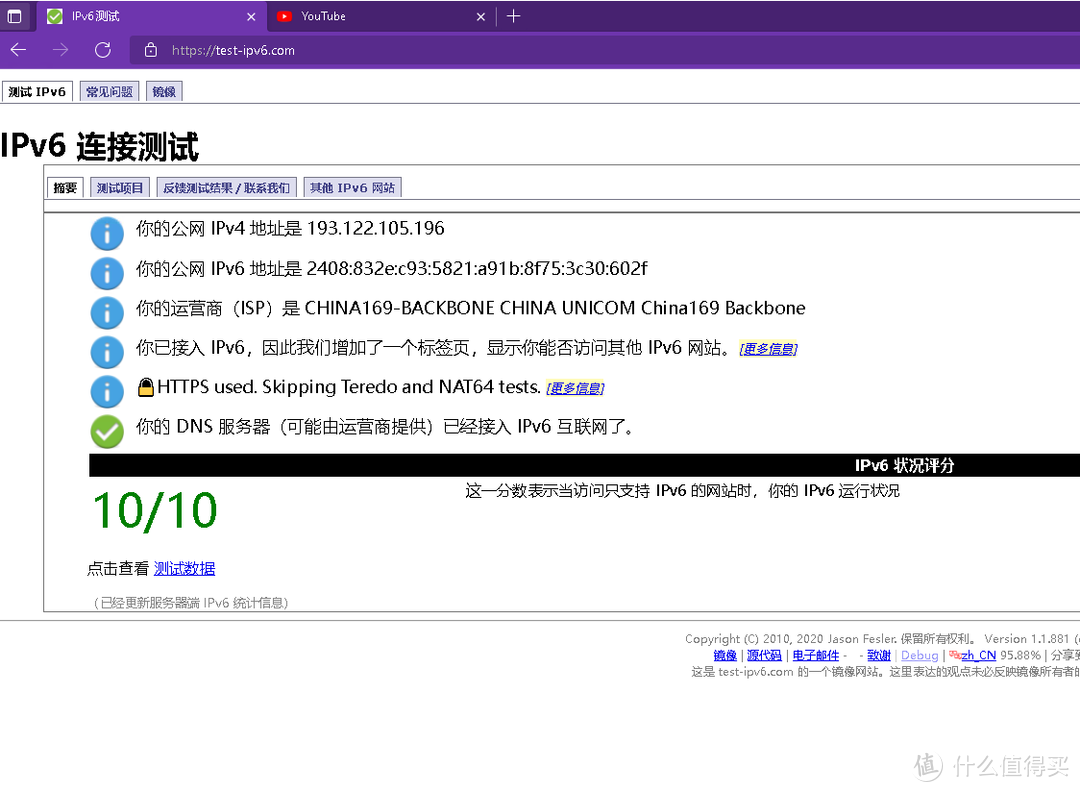 IPv6测试
YouTube
https://test-ipv6.com
测试 IPv6 常见问题 镜像
IPv6 连接测试
摘要 测试项目 反馈测试结果 / 联系我们 其他 IPv6 网站
你的公网 IPv4 地址是 193.122.105.196
你的公网 IPv6 地址是 2408:832e:c93:5821:a91b:8f75:3c30:602f
你的运营商（ISP）是 CHINA169-BACKBONE CHINA UNICOM China169 Backbone
你已接入 IPv6，因此我们增加了一个标签页，显示你能否访问其他 IPv6 网站。 [更多信息]
HTTPS used. Skipping Teredo and NAT64 tests. [更多信息]
你的 DNS 服务器（可能由运营商提供）已经接入 IPv6 互联网了。
IPv6 状况评分
10/10 这一分数表示当访问只支持 IPv6 的网站时，你的 IPv6 运行状况
点击查看 测试数据
（已经更新服务器端 IPv6 统计信息）
Copyright (C) 2010, 2020 Jason Fesler. 保留所有权利。 Version 1.1.881 (
镜像 | 源代码 | 电子邮件 - - 致谢 | Debug | zh_CN 95.88% | 分享
这是 test-ipv6.com 的一个镜像网站。这里表达的观点未必反映镜像所有者的
值 什么值得买